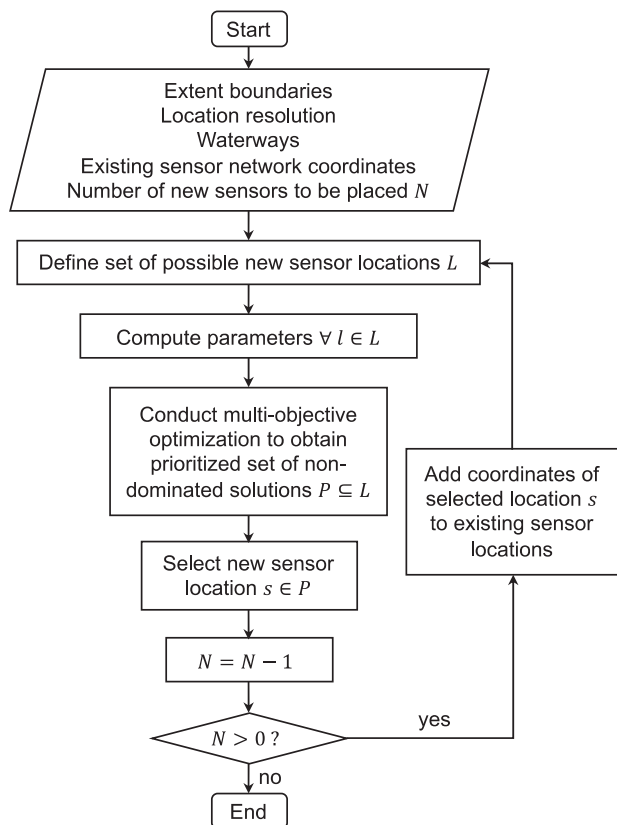 Start
Extent boundaries
Location resolution
Waterways
Existing sensor network coordinates
Number of new sensors to be placed N
Define set of possible new sensor locations L
Compute parameters ∀ l ∈ L
Conduct multi-objective
optimization to obtain
prioritized set of non-
dominated solutions P ⊆ L
Add coordinates of
selected location s
to existing sensor
locations
Select new sensor
location s ∈ P
N = N − 1
N > 0 ?
yes
no
End